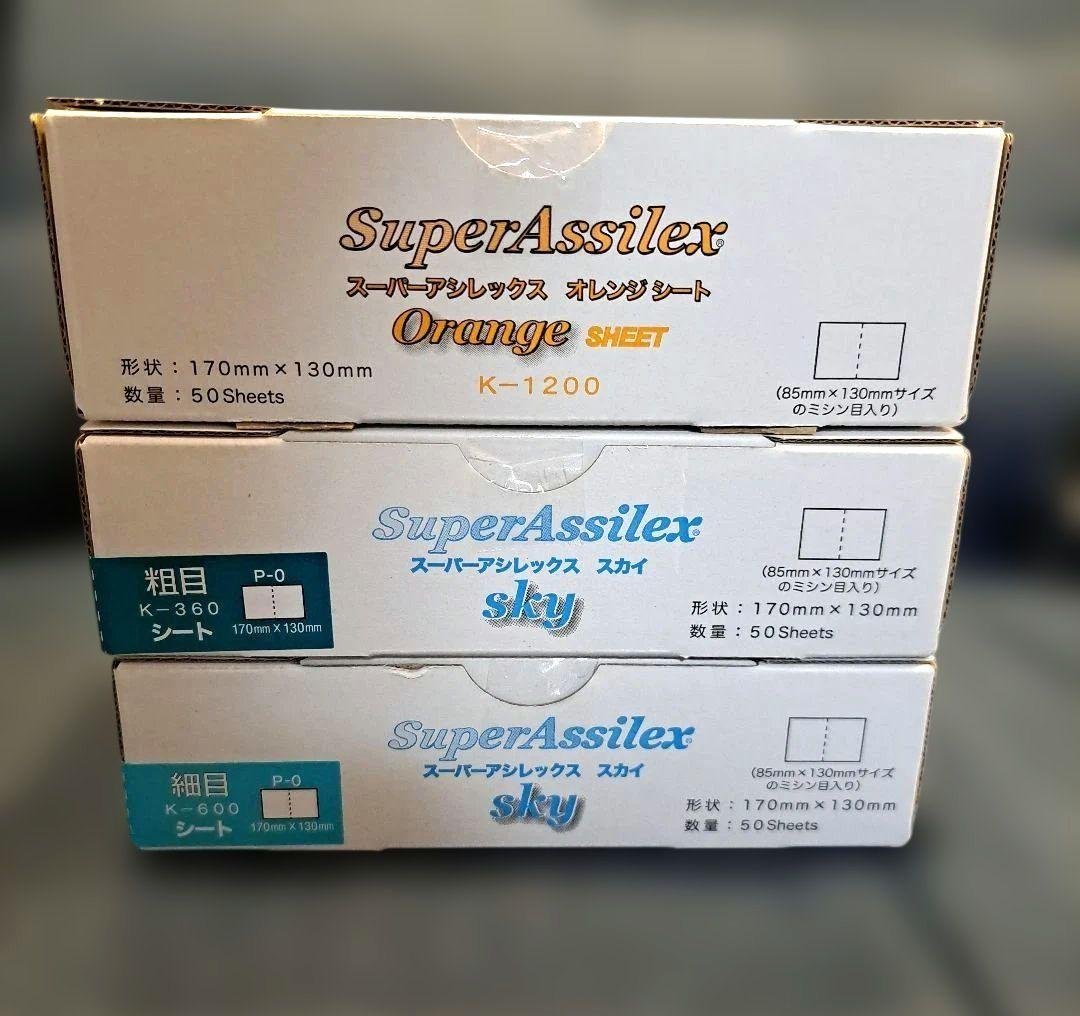 SuperAssilex®
スーパーアシレックス オレンジ シート
Orange SHEET
K-1200
形状：170mm×130mm
数量：50Sheets
(85mm×130mmサイズ
のミシン目入り)
SuperAssilex®
スーパーアシレックス スカイ
sky
粗目
K-360
シート
P-0
170mm×130mm
(85mm×130mmサイズ
のミシン目入り)
形状：170mm×130mm
数量：50Sheets
SuperAssilex®
スーパーアシレックス スカイ
sky
細目
K-600
シート
P-0
170mm×130mm
(85mm×130mmサイズ
のミシン目入り)
形状：170mm×130mm
数量：50Sheets